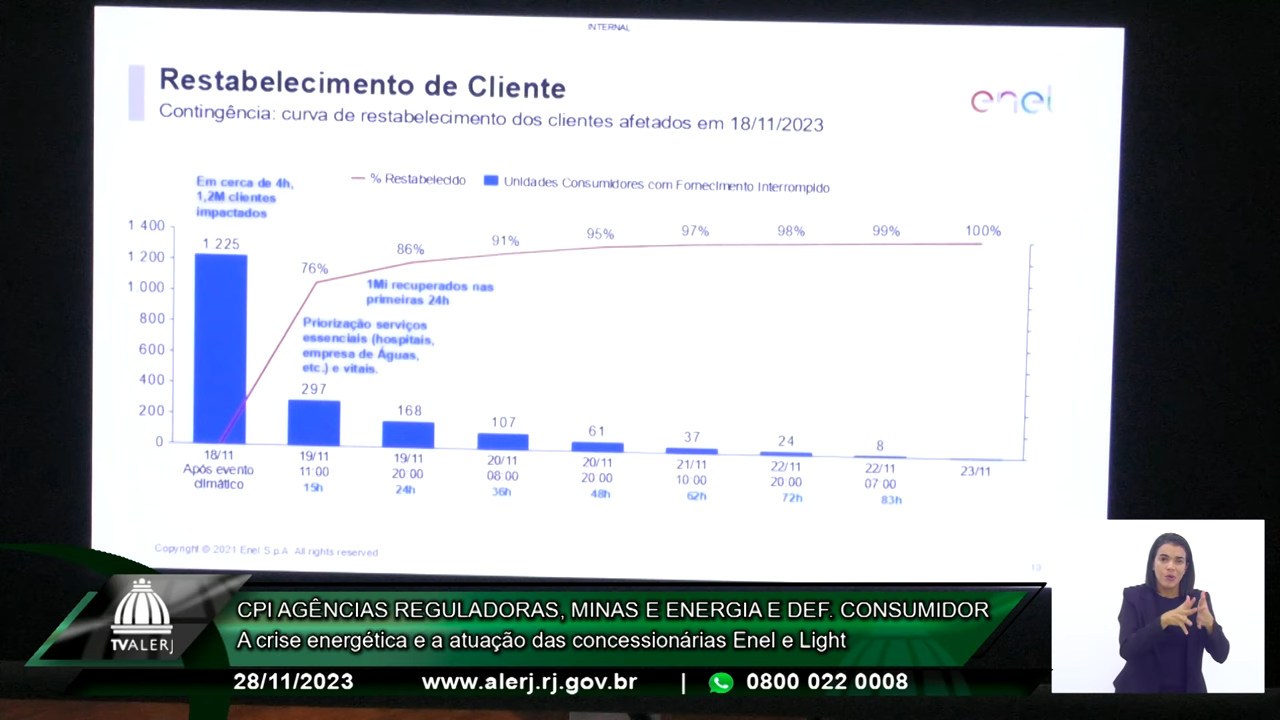 INTERNAL
Restabelecimento de Cliente
Contingência: curva de restabelecimento dos clientes afetados em 18/11/2023
enel
Em cerca de 4h,
1,2M clientes
impactados
% Restabelecido
Unidades Consumidores com Fornecimento Interrompido
1 400
1 200
1 000
800
600
400
200
0
1 225
76%
86%
91%
95%
97%
98%
99%
100%
1Mi recuperados nas
primeiras 24h
Priorização serviços
essenciais (hospitais,
empresa de Águas,
etc.) e vitais.
297
168
107
61
37
24
8
18/11
Após evento
climático
19/11
11:00
15h
19/11
20:00
24h
20/11
08:00
36h
20/11
20:00
48h
21/11
10:00
62h
22/11
20:00
72h
22/11
07:00
83h
23/11
Copyright © 2021 Enel S.p.A. All rights reserved
13
TVALERJ
CPI AGÊNCIAS REGULADORAS, MINAS E ENERGIA E DEF. CONSUMIDOR
A crise energética e a atuação das concessionárias Enel e Light
28/11/2023 www.alerj.rj.gov.br | 0800 022 0008